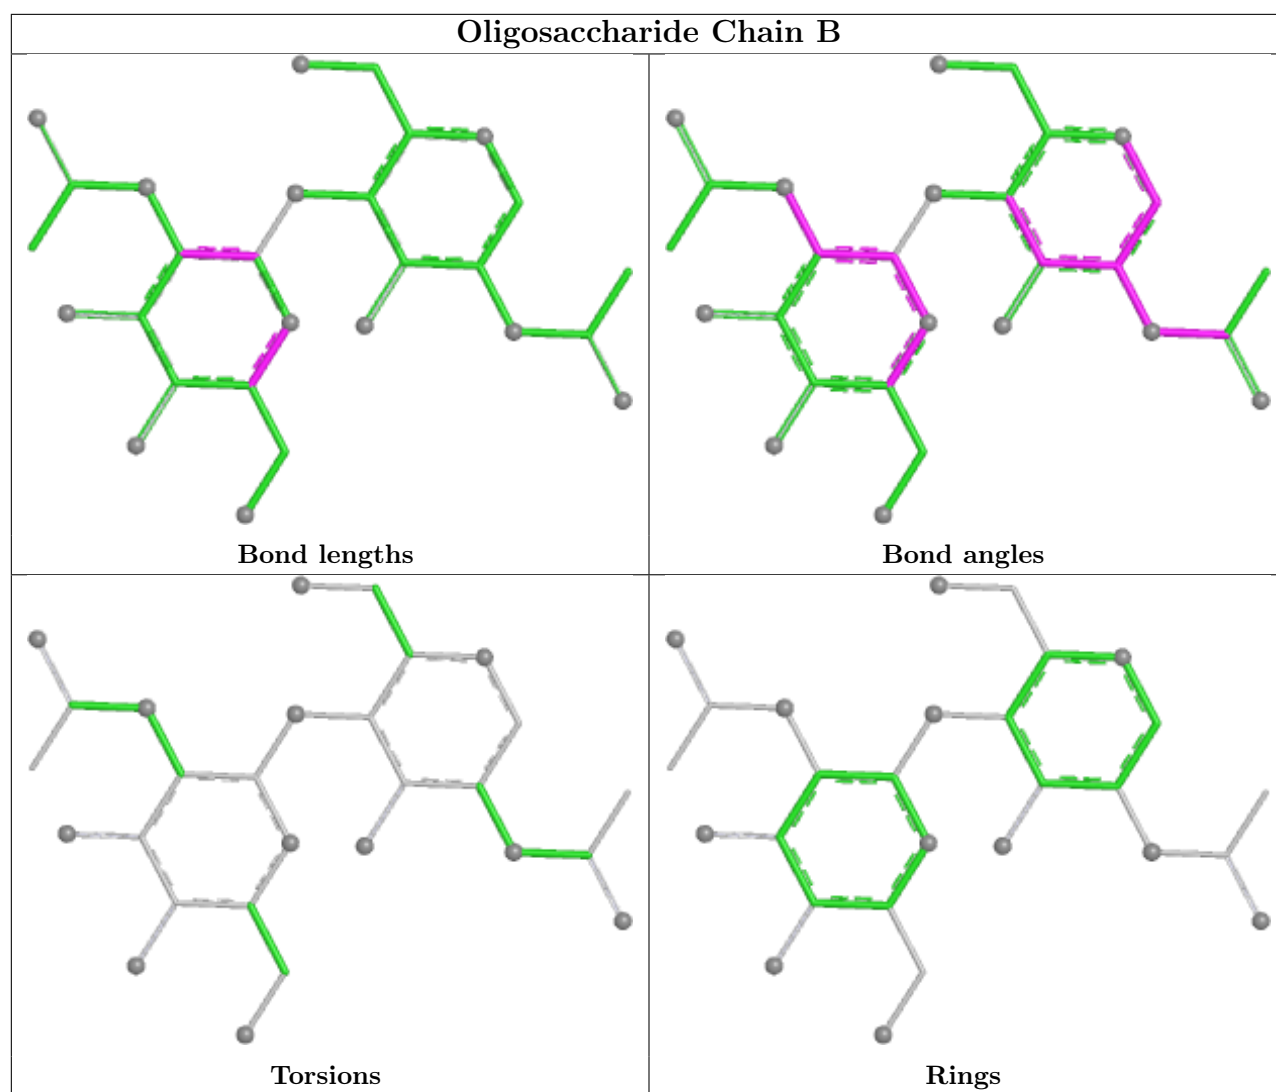 Oligosaccharide Chain B
Bond lengths
Bond angles
Torsions
Rings